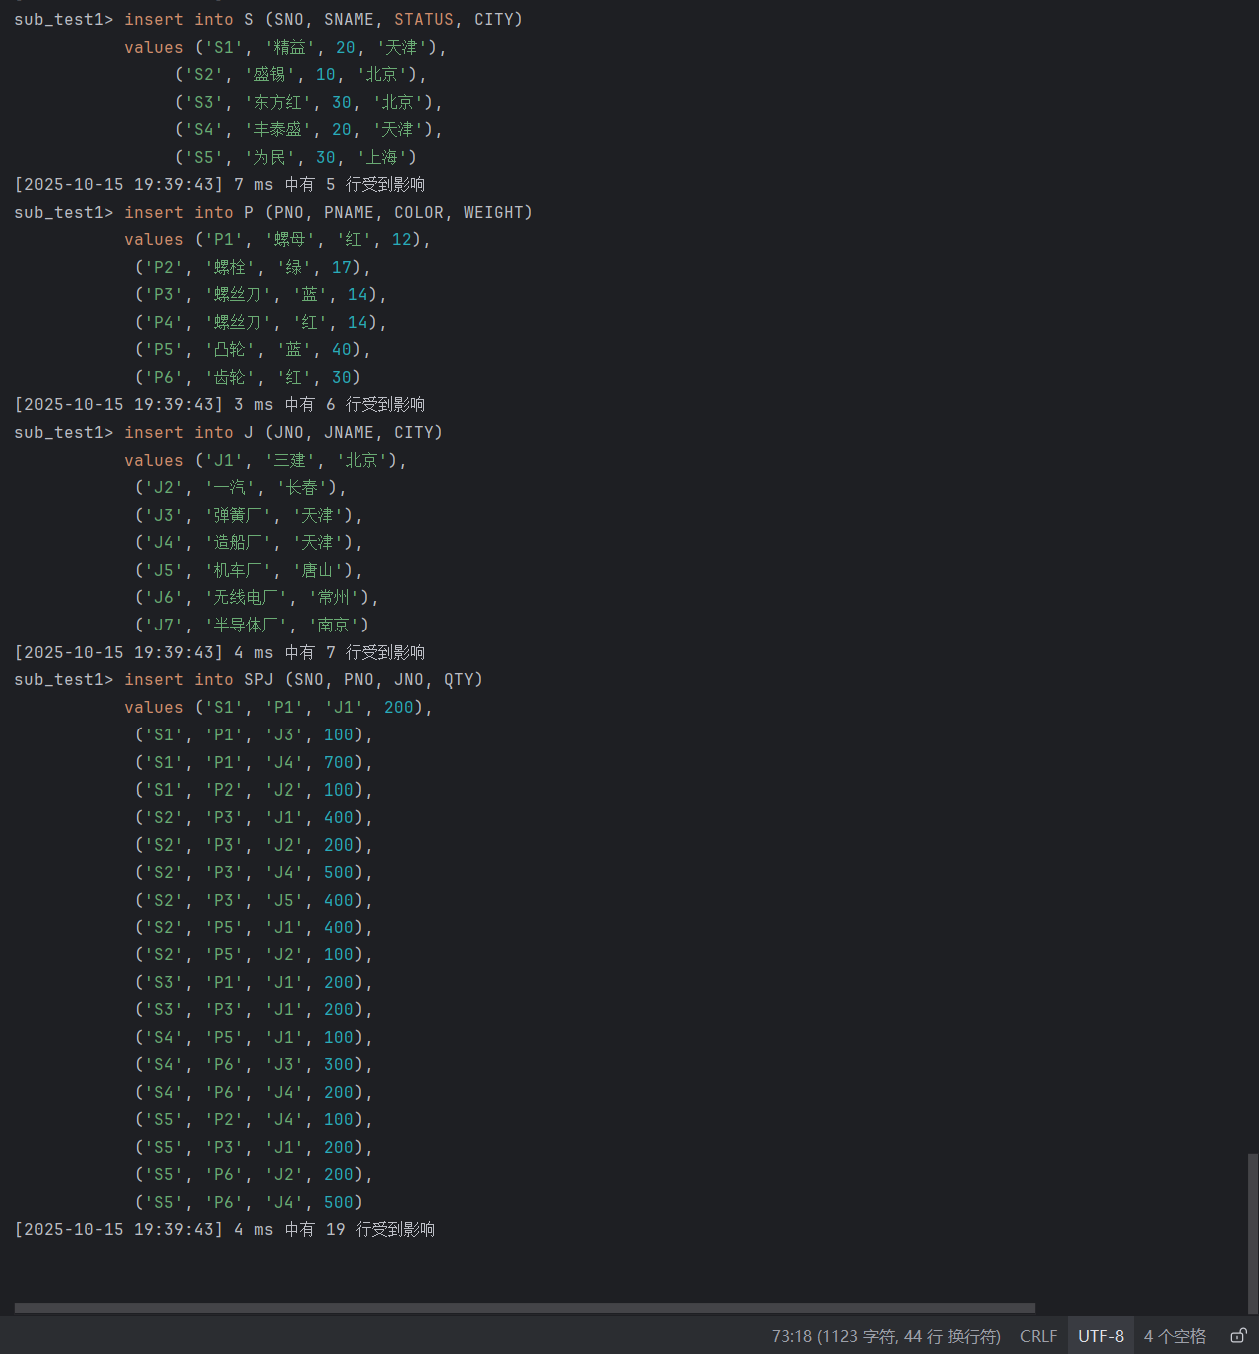 sub_test1> insert into S (SNO, SNAME, STATUS, CITY)
values ('S1', '精益', 20, '天津'),
('S2', '盛锡', 10, '北京'),
('S3', '东方红', 30, '北京'),
('S4', '丰泰盛', 20, '天津'),
('S5', '为民', 30, '上海')
[2025-10-15 19:39:43] 7 ms 中有 5 行受到影响
sub_test1> insert into P (PNO, PNAME, COLOR, WEIGHT)
values ('P1', '螺母', '红', 12),
('P2', '螺栓', '绿', 17),
('P3', '螺丝刀', '蓝', 14),
('P4', '螺丝刀', '红', 14),
('P5', '凸轮', '蓝', 40),
('P6', '齿轮', '红', 30)
[2025-10-15 19:39:43] 3 ms 中有 6 行受到影响
sub_test1> insert into J (JNO, JNAME, CITY)
values ('J1', '三建', '北京'),
('J2', '一汽', '长春'),
('J3', '弹簧厂', '天津'),
('J4', '造船厂', '天津'),
('J5', '机车厂', '唐山'),
('J6', '无线电厂', '常州'),
('J7', '半导体厂', '南京')
[2025-10-15 19:39:43] 4 ms 中有 7 行受到影响
sub_test1> insert into SPJ (SNO, PNO, JNO, QTY)
values ('S1', 'P1', 'J1', 200),
('S1', 'P1', 'J3', 100),
('S1', 'P1', 'J4', 700),
('S1', 'P2', 'J2', 100),
('S2', 'P3', 'J1', 400),
('S2', 'P3', 'J2', 200),
('S2', 'P3', 'J4', 500),
('S2', 'P3', 'J5', 400),
('S2', 'P5', 'J1', 400),
('S2', 'P5', 'J2', 100),
('S3', 'P1', 'J1', 200),
('S3', 'P3', 'J1', 200),
('S4', 'P5', 'J1', 100),
('S4', 'P6', 'J3', 300),
('S4', 'P6', 'J4', 200),
('S5', 'P2', 'J4', 100),
('S5', 'P3', 'J1', 200),
('S5', 'P6', 'J2', 200),
('S5', 'P6', 'J4', 500)
[2025-10-15 19:39:43] 4 ms 中有 19 行受到影响
73:18 (1123 字符, 44 行 换行符) CRLF UTF-8 4 个空格